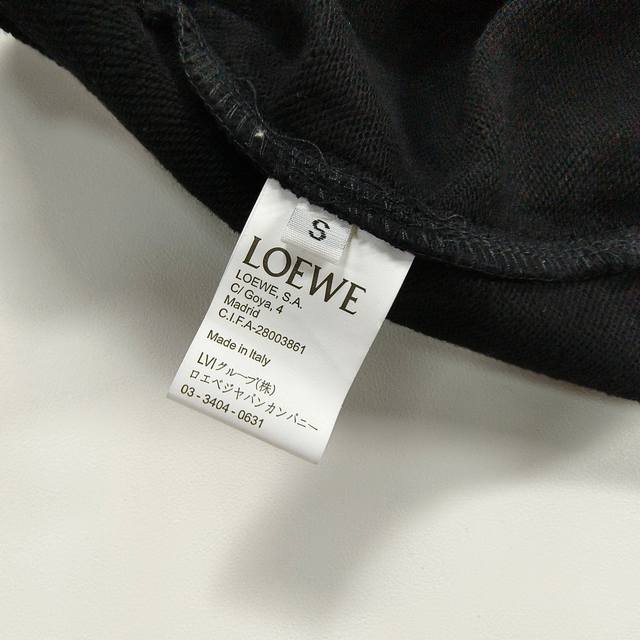 S
LOEWE
LOEWE, S.A.
C/ Goya, 4
Madrid
C.I.F.A-28003861
Made in Italy
LVJグループ(株)
ロエベジャパンカンパニー
03-3404-0631